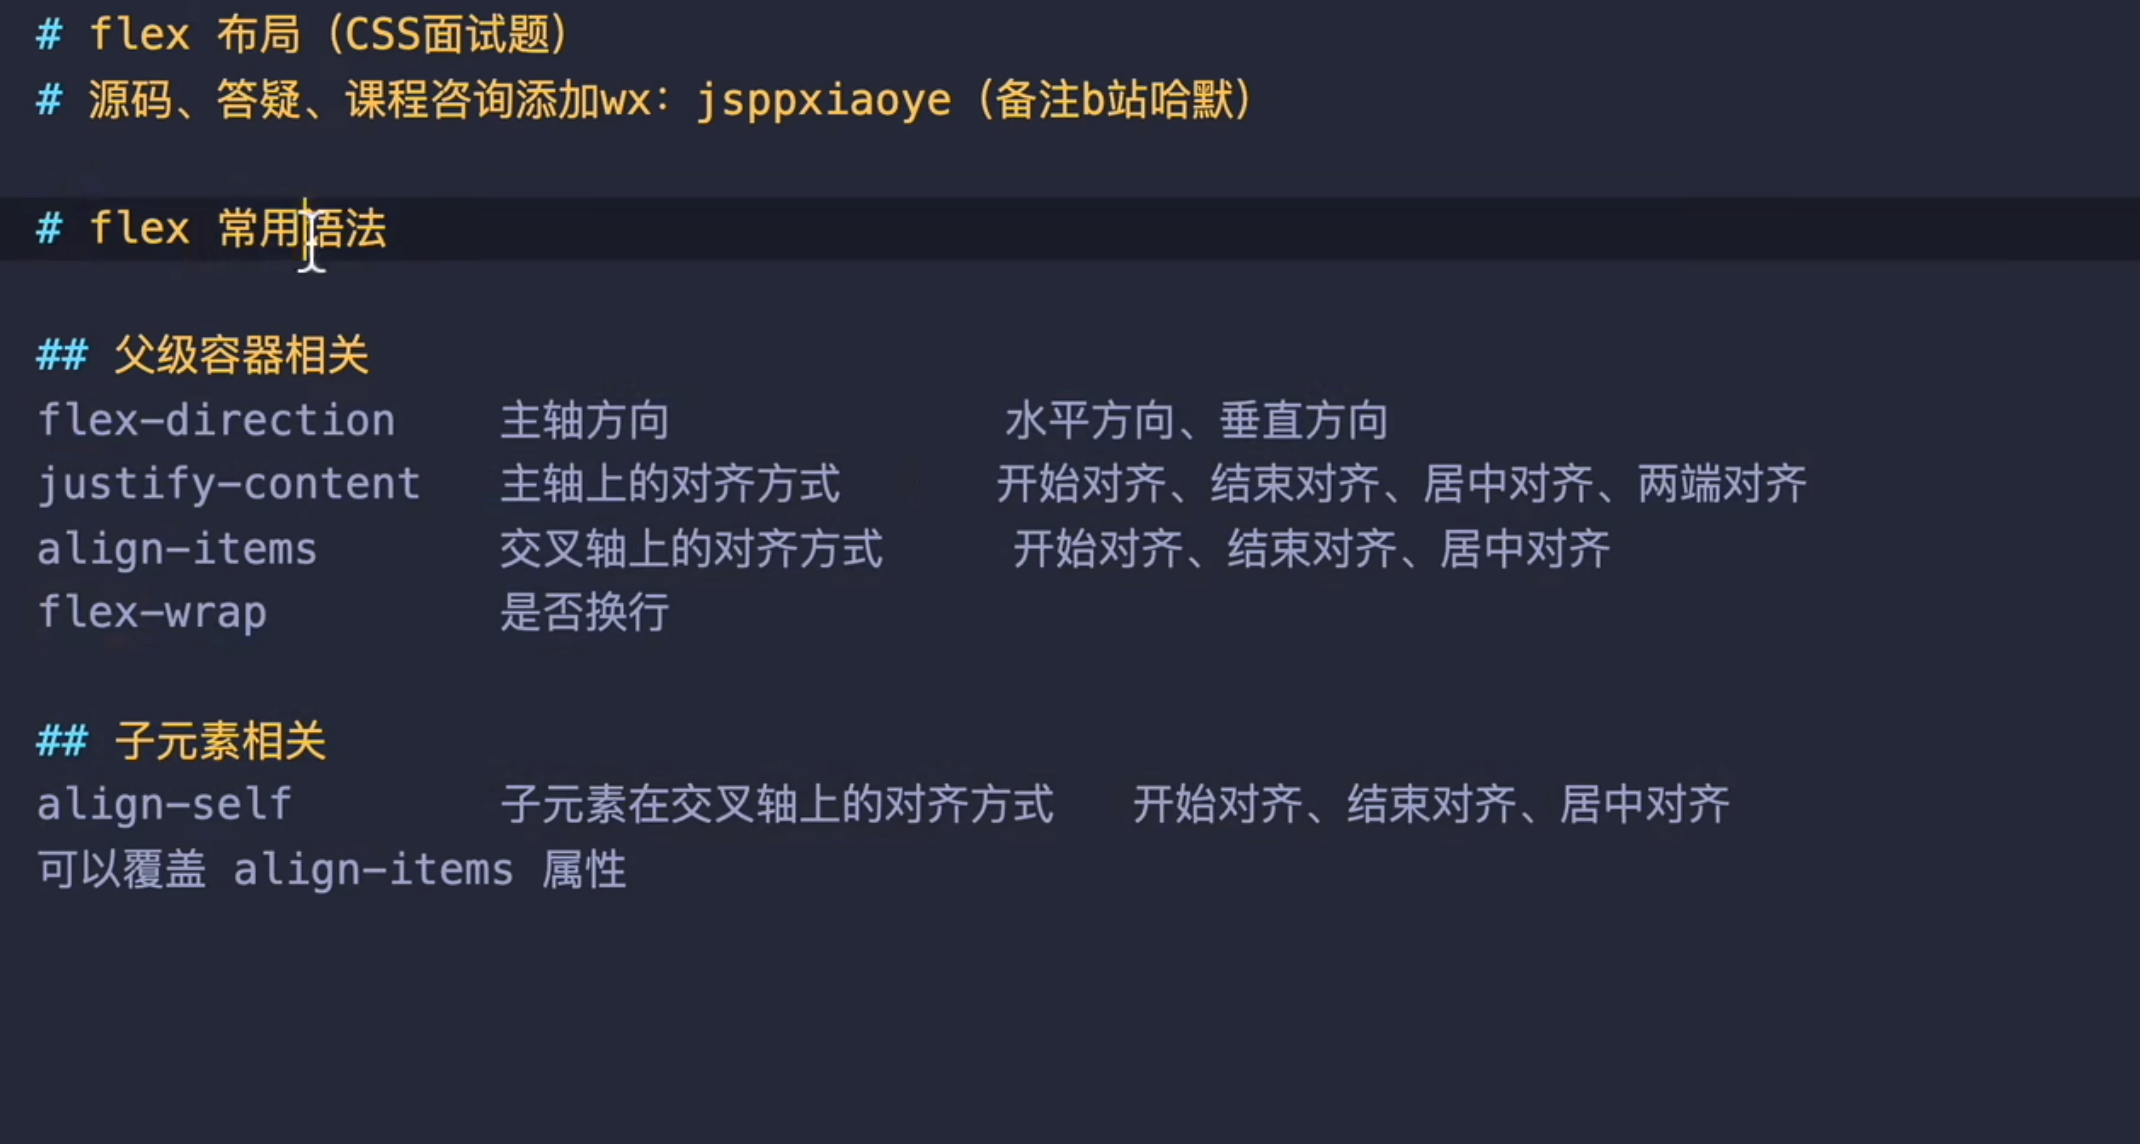 # flex 布局（CSS面试题）
# 源码、答疑、课程咨询添加wx：jsppxiaoye（备注b站哈默）
# flex 常用语法
## 父级容器相关
flex-direction 主轴方向 水平方向、垂直方向
justify-content 主轴上的对齐方式 开始对齐、结束对齐、居中对齐、两端对齐
align-items 交叉轴上的对齐方式 开始对齐、结束对齐、居中对齐
flex-wrap 是否换行
## 子元素相关
align-self 子元素在交叉轴上的对齐方式 开始对齐、结束对齐、居中对齐
可以覆盖 align-items 属性